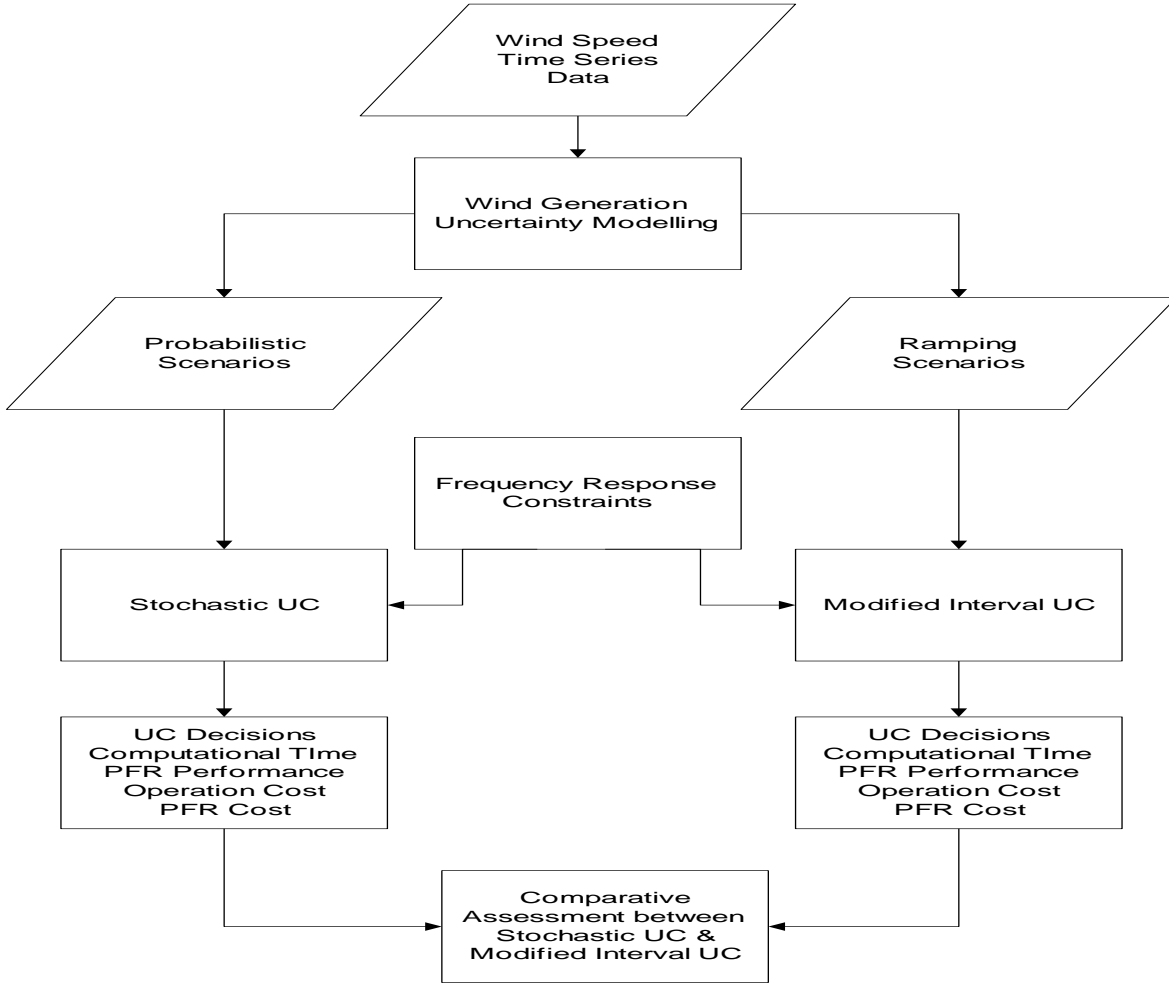 Wind Speed
Time Series
Data
Wind Generation
Uncertainty Modelling
Probabilistic
Scenarios
Ramping
Scenarios
Frequency Response
Constraints
Stochastic UC
Modified Interval UC
UC Decisions
Computational TIme
PFR Performance
Operation Cost
PFR Cost
UC Decisions
Computational TIme
PFR Performance
Operation Cost
PFR Cost
Comparative
Assessment between
Stochastic UC &
Modified Interval UC